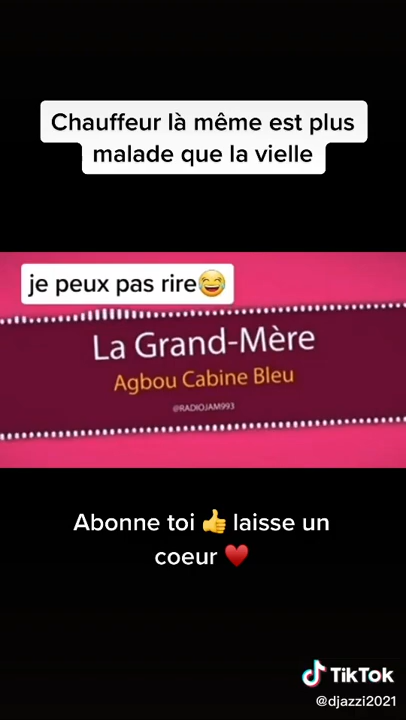 Chauffeur là même est plus
malade que la vielle
je peux pas rire😂
La Grand-Mère
Agbou Cabine Bleu
@RADIOJAM993
Abonne toi 👍 laisse un
coeur ♥️
TikTok
@djazzi2021